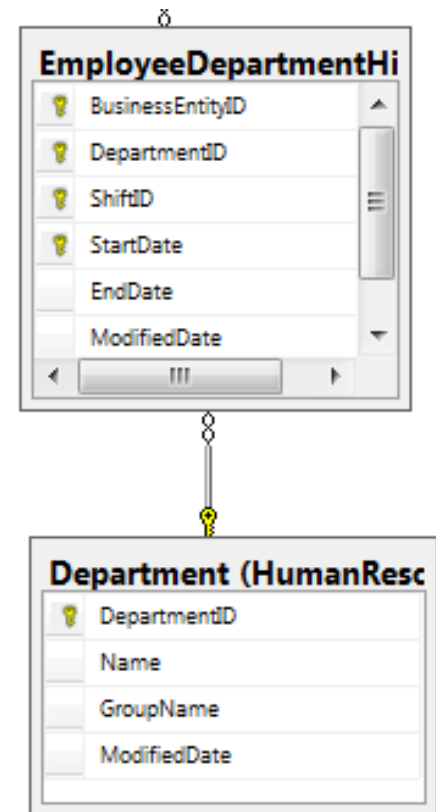 EmployeeDepartmentHi
BusinessEntityID
DepartmentID
ShiftID
StartDate
EndDate
ModifiedDate
Department (HumanResc
DepartmentID
Name
GroupName
ModifiedDate